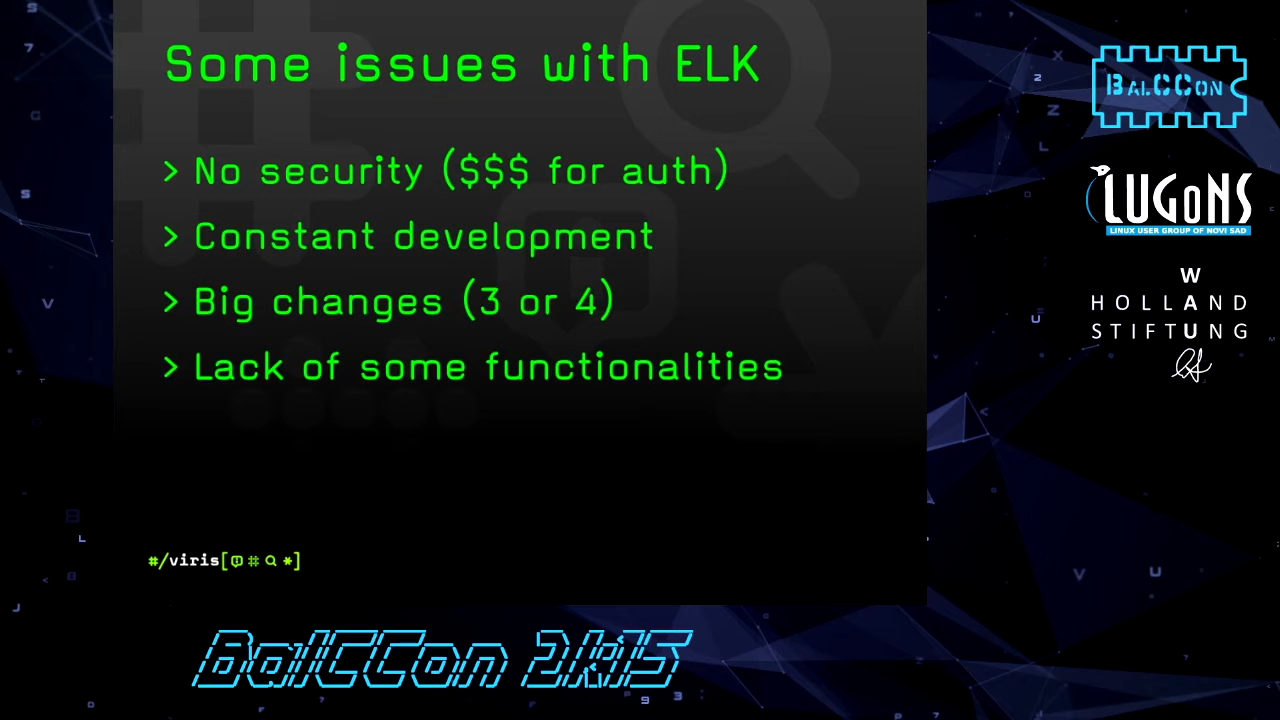 Some issues with ELK
> No security ($$$ for auth)
> Constant development
> Big changes (3 or 4)
> Lack of some functionalities
#/viris[ # *]
BalCCon 2k15
BALCCON
LUGoNS
LINUX USER GROUP OF NOVI SAD
W
HOLLAND
STIFTUNG